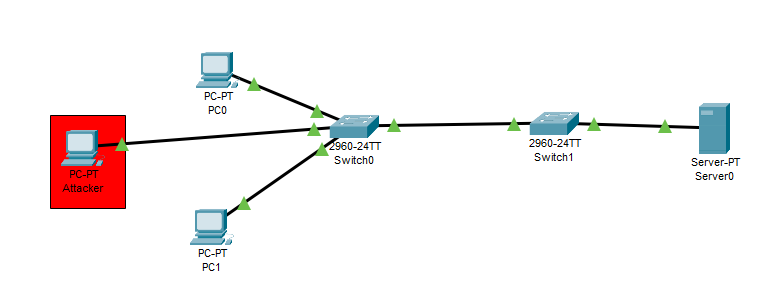 PC-PT
PC0
PC-PT
Attacker
2960-24TT
Switch0
2960-24TT
Switch1
Server-PT
Server0
PC-PT
PC1